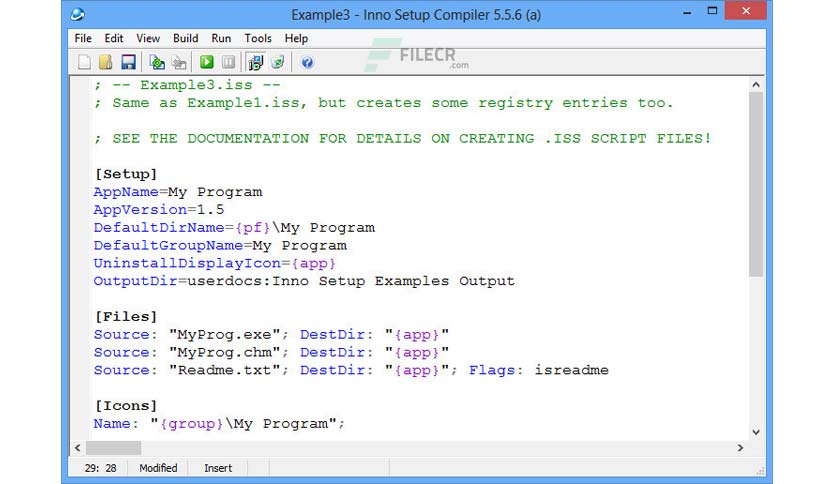 Example3 - Inno Setup Compiler 5.5.6 (a)
File Edit View Build Run Tools Help
FILECR
.com
; -- Example3.iss --
; Same as Example1.iss, but creates some registry entries too.
; SEE THE DOCUMENTATION FOR DETAILS ON CREATING .ISS SCRIPT FILES!
[Setup]
AppName=My Program
AppVersion=1.5
DefaultDirName={pf}\My Program
DefaultGroupName=My Program
UninstallDisplayIcon={app}
OutputDir=userdocs:Inno Setup Examples Output
[Files]
Source: "MyProg.exe"; DestDir: "{app}"
Source: "MyProg.chm"; DestDir: "{app}"
Source: "Readme.txt"; DestDir: "{app}"; Flags: isreadme
[Icons]
Name: "{group}\My Program";
29: 28 Modified Insert